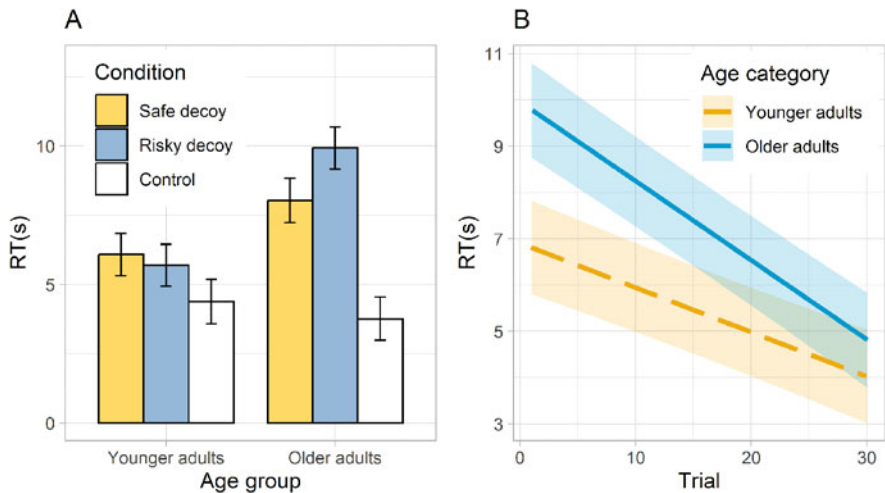 A
Condition
Safe decoy
Risky decoy
Control
10
5
0
RT(s)
Younger adults
Older adults
Age group
B
Age category
Younger adults
Older adults
11
9
7
5
3
RT(s)
0
10
20
30
Trial